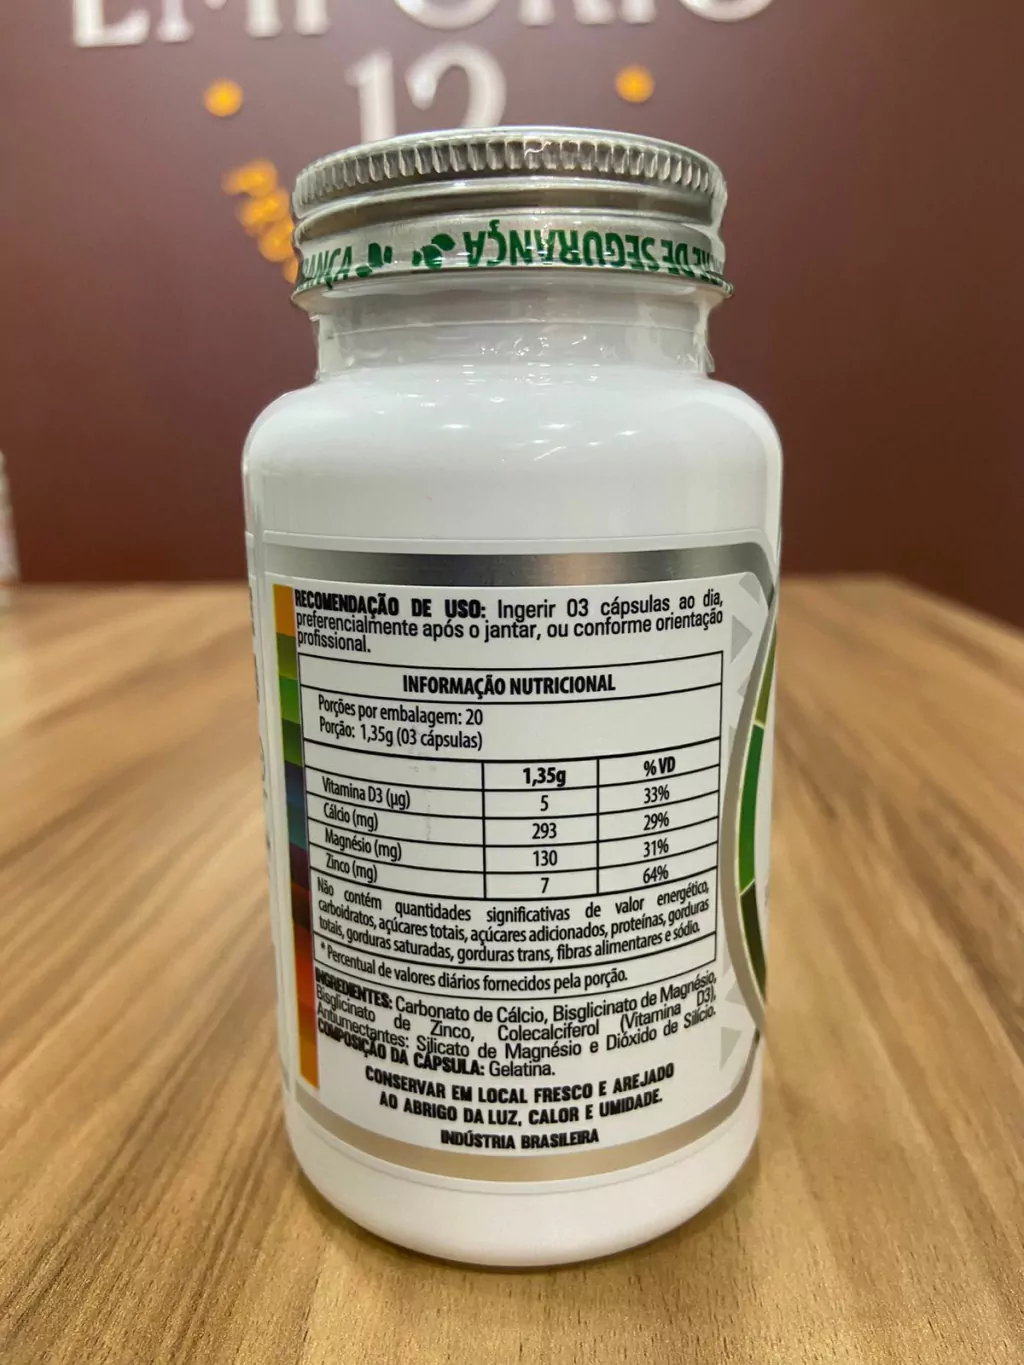 EMPÓRIO
12
DE SEGURANÇA
RECOMENDAÇÃO DE USO: Ingerir 03 cápsulas ao dia,
preferencialmente após o jantar, ou conforme orientação
profissional.
INFORMAÇÃO NUTRICIONAL
Porções por embalagem: 20
Porção: 1,35g (03 cápsulas)
1,35g % VD
Vitamina D3 (µg) 5 33%
Cálcio (mg) 293 29%
Magnésio (mg) 130 31%
Zinco (mg) 7 64%
Não contém quantidades significativas de valor energético,
carboidratos, açúcares totais, açúcares adicionados, proteínas, gorduras
totais, gorduras saturadas, gorduras trans, fibras alimentares e sódio.
* Percentual de valores diários fornecidos pela porção.
INGREDIENTES: Carbonato de Cálcio, Bisglicinato de Magnésio,
Bisglicinato de Zinco, Colecalciferol (Vitamina D3),
Antiumectantes: Silicato de Magnésio e Dióxido de Silício.
COMPOSIÇÃO DA CÁPSULA: Gelatina.
CONSERVAR EM LOCAL FRESCO E AREJADO
AO ABRIGO DA LUZ, CALOR E UMIDADE.
INDÚSTRIA BRASILEIRA